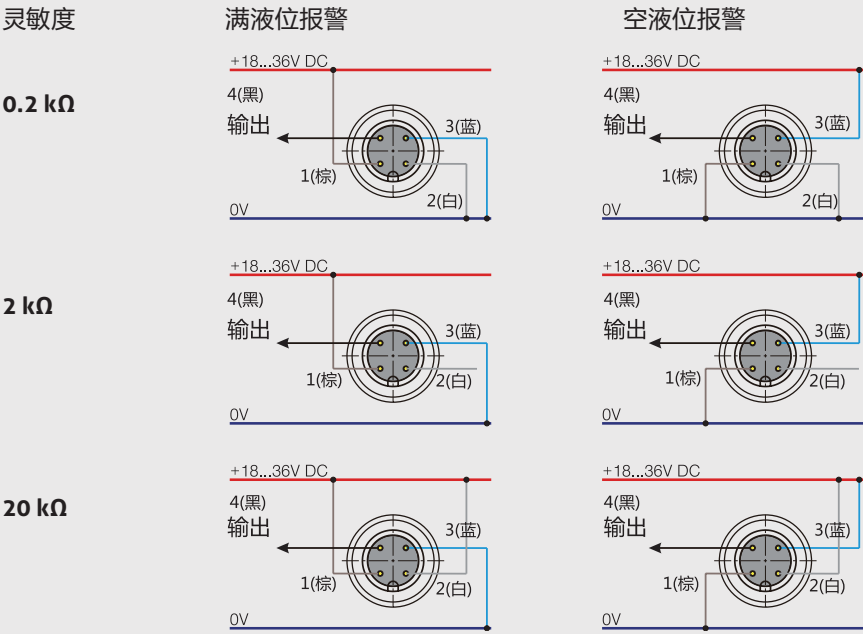 灵敏度 满液位报警 空液位报警
+18...36V DC +18...36V DC
0.2 kΩ
4(黑) 4(黑)
输出 3(蓝) 输出 3(蓝)
1(棕) 1(棕)
2(白) 2(白)
0V 0V
+18...36V DC +18...36V DC
2 kΩ
4(黑) 4(黑)
输出 3(蓝) 输出 3(蓝)
1(棕) 2(白) 1(棕) 2(白)
0V 0V
+18...36V DC +18...36V DC
20 kΩ
4(黑) 4(黑)
输出 3(蓝) 输出 3(蓝)
1(棕) 2(白) 1(棕) 2(白)
0V 0V